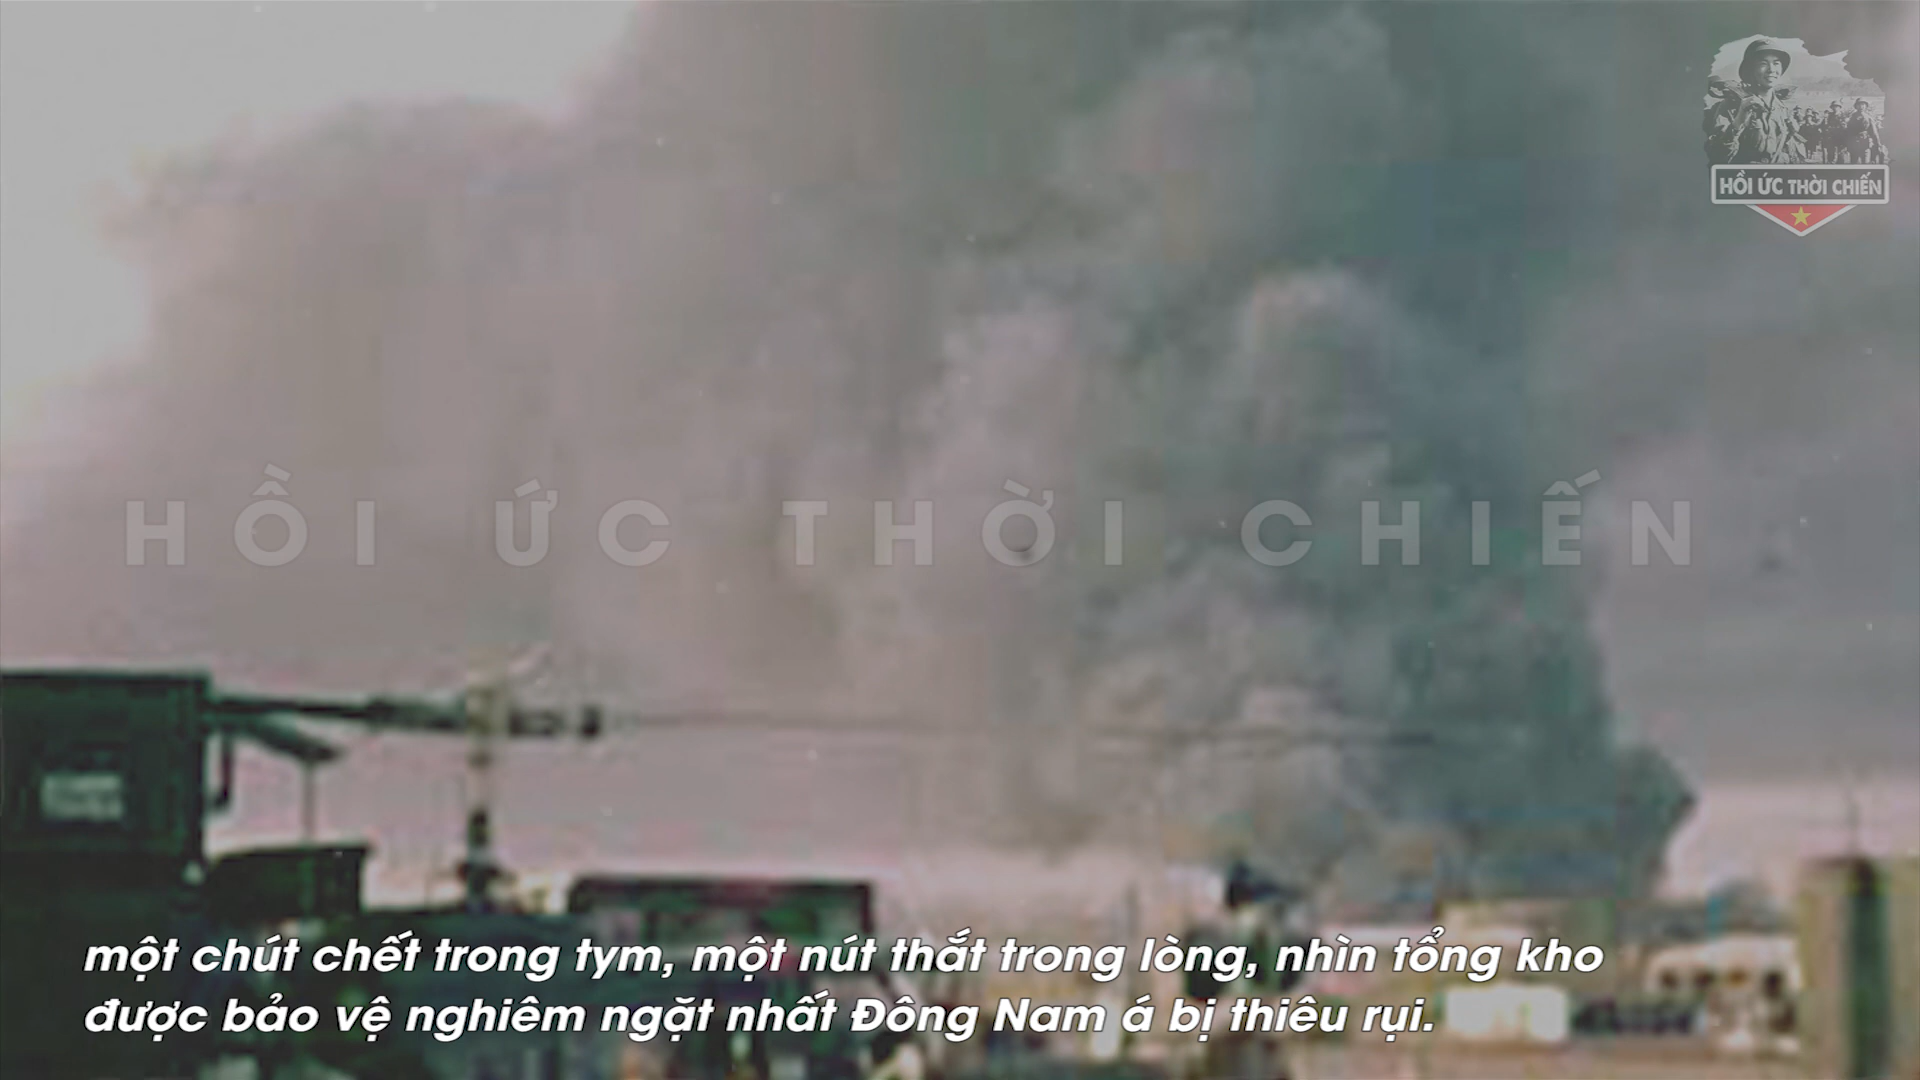 HỒI ỨC THỜI CHIẾN
HỒI ỨC THỜI CHIẾN
một chút chết trong tym, một nút thắt trong lòng, nhìn tổng kho
được bảo vệ nghiêm ngặt nhất Đông Nam á bị thiêu rụi.